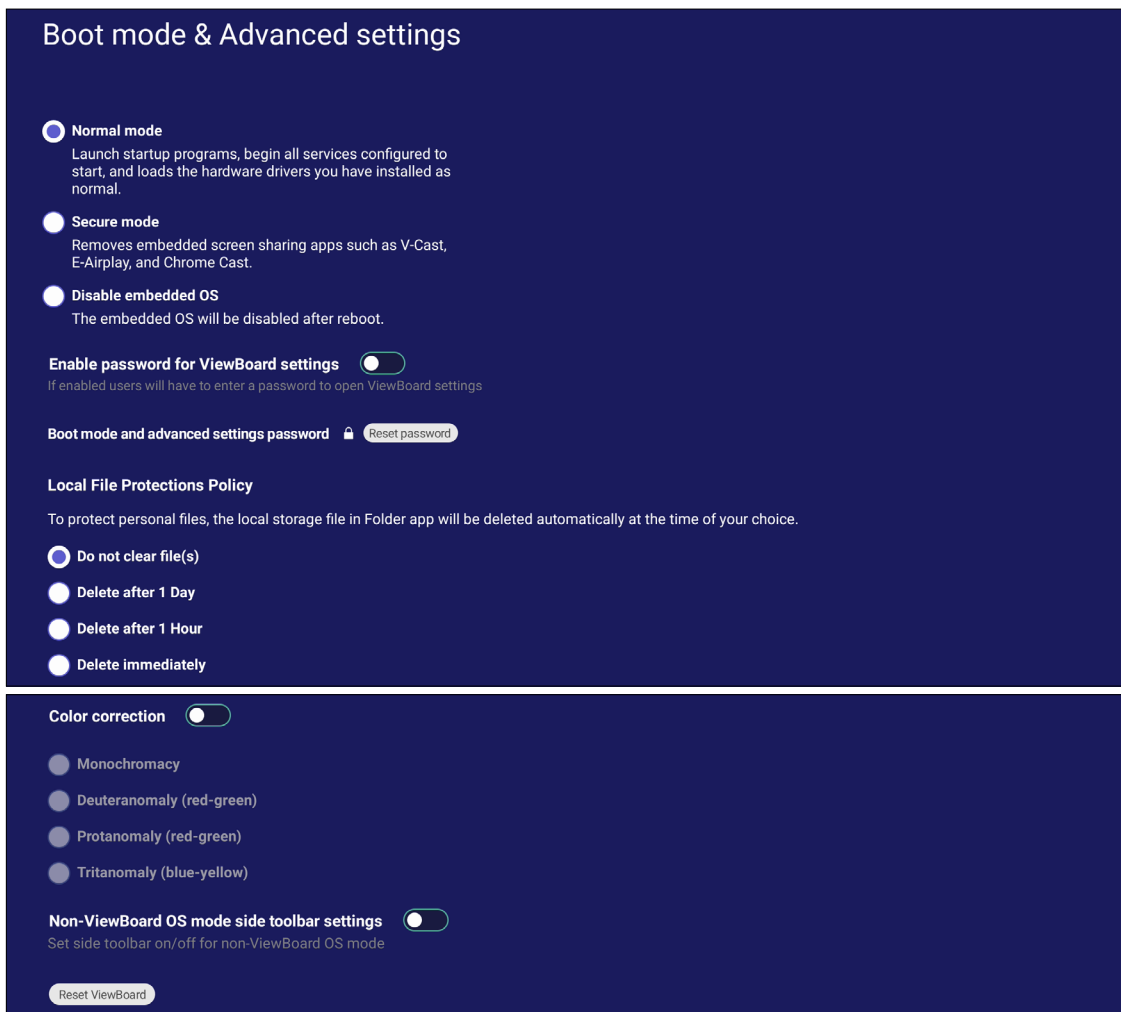 Boot mode & Advanced settings
Normal mode
Launch startup programs, begin all services configured to
start, and loads the hardware drivers you have installed as
normal.
Secure mode
Removes embedded screen sharing apps such as V-Cast,
E-Airplay, and Chrome Cast.
Disable embedded OS
The embedded OS will be disabled after reboot.
Enable password for ViewBoard settings
If enabled users will have to enter a password to open ViewBoard settings
Boot mode and advanced settings password Reset password
Local File Protections Policy
To protect personal files, the local storage file in Folder app will be deleted automatically at the time of your choice.
Do not clear file(s)
Delete after 1 Day
Delete after 1 Hour
Delete immediately
Color correction
Monochromacy
Deuteranomaly (red-green)
Protanomaly (red-green)
Tritanomaly (blue-yellow)
Non-ViewBoard OS mode side toolbar settings
Set side toolbar on/off for non-ViewBoard OS mode
Reset ViewBoard